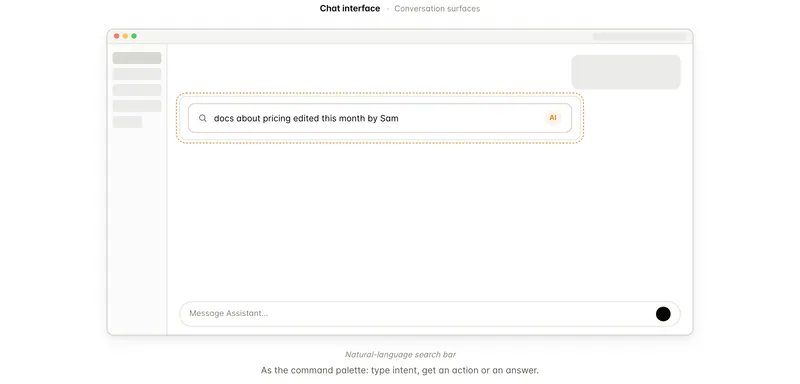 Chat interface · Conversation surfaces
docs about pricing edited this month by Sam
AI
Message Assistant...
Natural-language search bar
As the command palette: type intent, get an action or an answer.